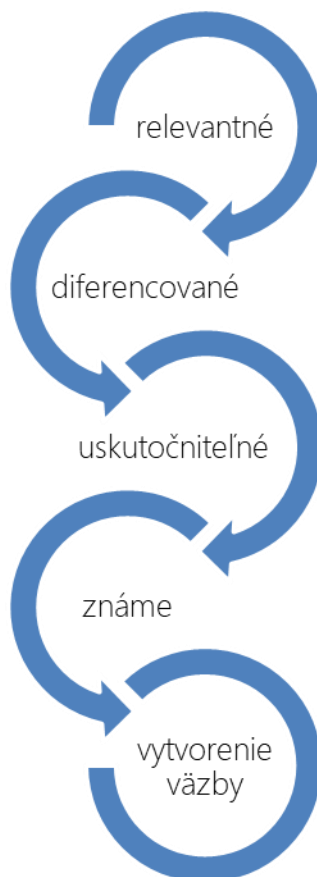 relevantné
diferencované
uskutočniteľné
známe
vytvorenie
väzby